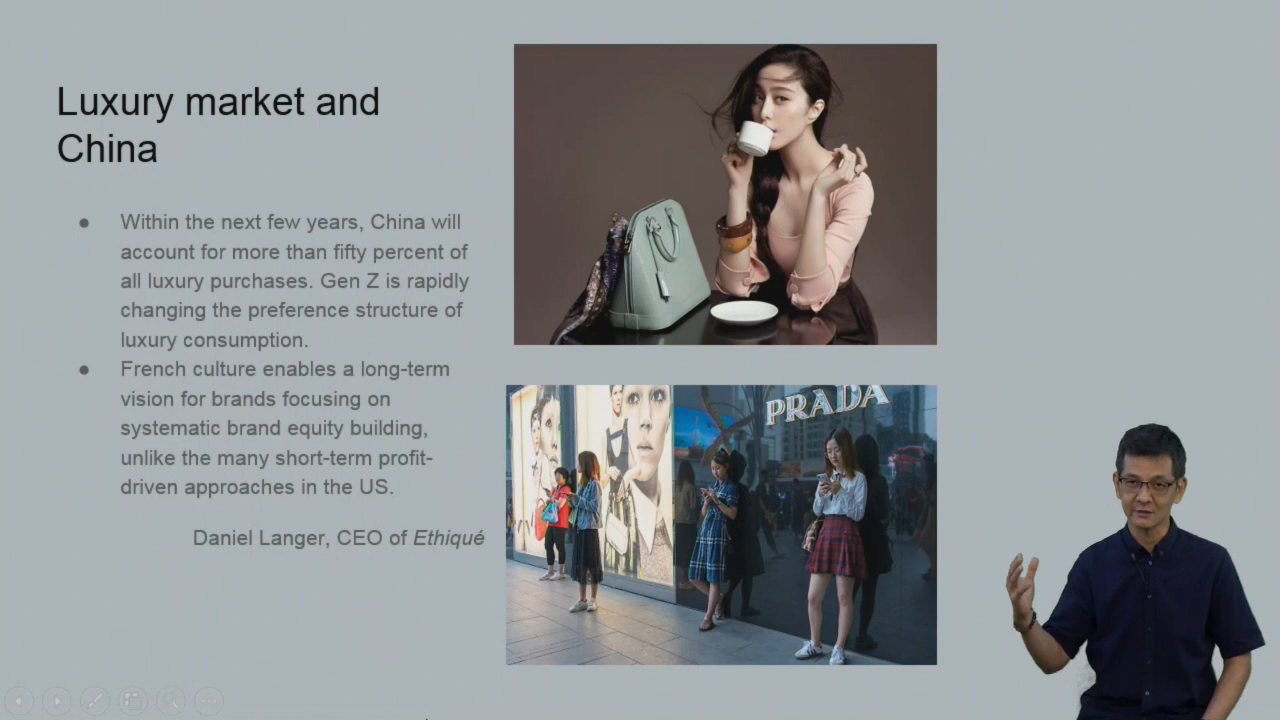 Luxury market and
China
● Within the next few years, China will
account for more than fifty percent of
all luxury purchases. Gen Z is rapidly
changing the preference structure of
luxury consumption.
● French culture enables a long-term
vision for brands focusing on
systematic brand equity building,
unlike the many short-term profit-
driven approaches in the US.
Daniel Langer, CEO of Ethiqué
PRADA